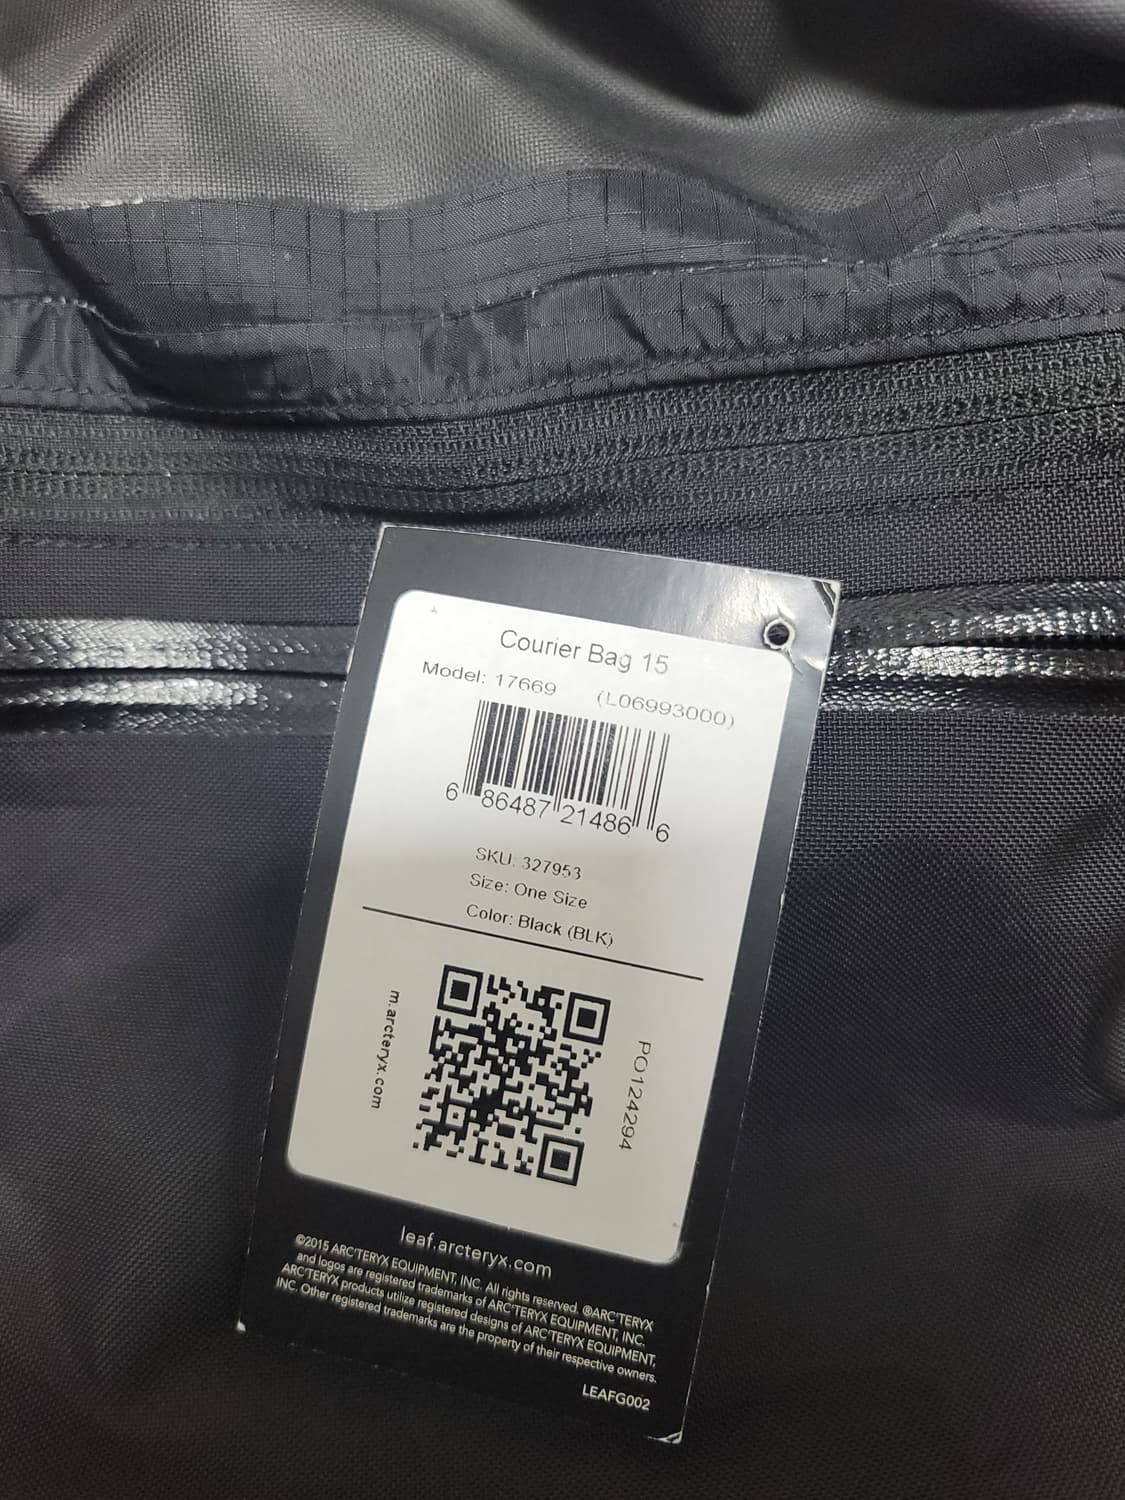 Courier Bag 15
Model: 17669 (L06993000)
6 86487 21486 6
SKU: 327953
Size: One Size
Color: Black (BLK)
m.arcteryx.com
PO124294
leaf.arcteryx.com
©2015 ARC'TERYX EQUIPMENT, INC. All rights reserved. ®ARC'TERYX
and logos are registered trademarks of ARC'TERYX EQUIPMENT, INC.
ARC'TERYX products utilize registered designs of ARC'TERYX EQUIPMENT,
INC. Other registered trademarks are the property of their respective owners.
LEAFG002